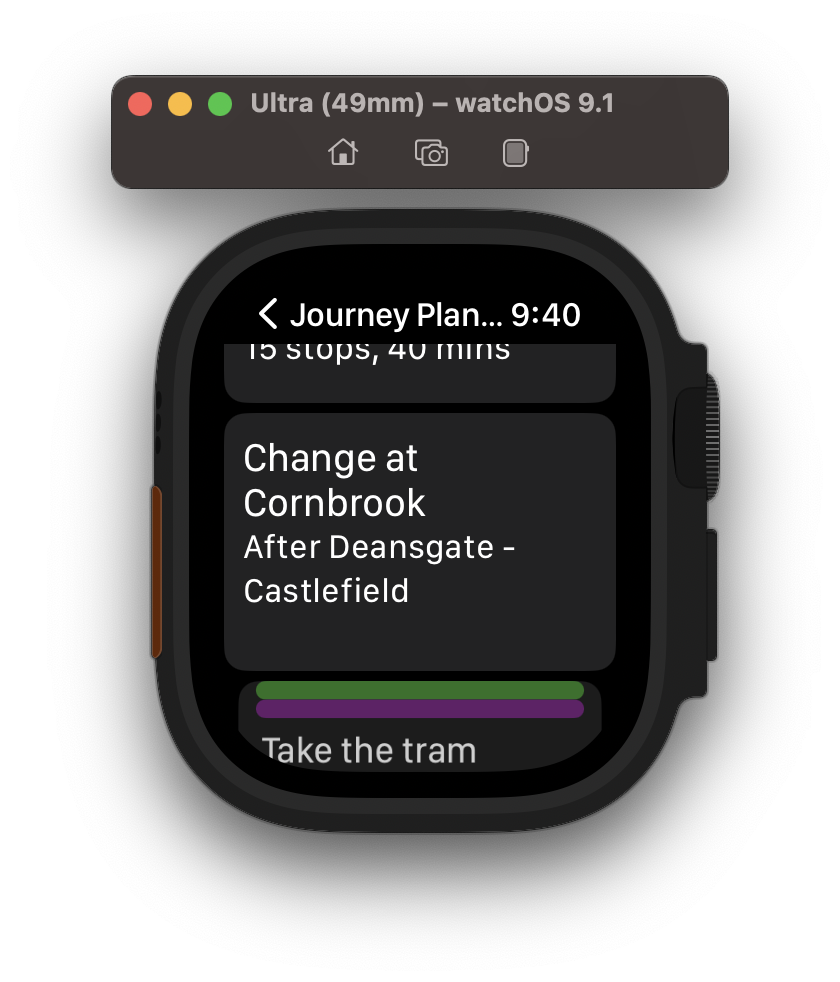 Ultra (49mm) – watchOS 9.1
Journey Plan... 9:40
15 stops, 40 mins
Change at
Cornbrook
After Deansgate -
Castlefield
Take the tram